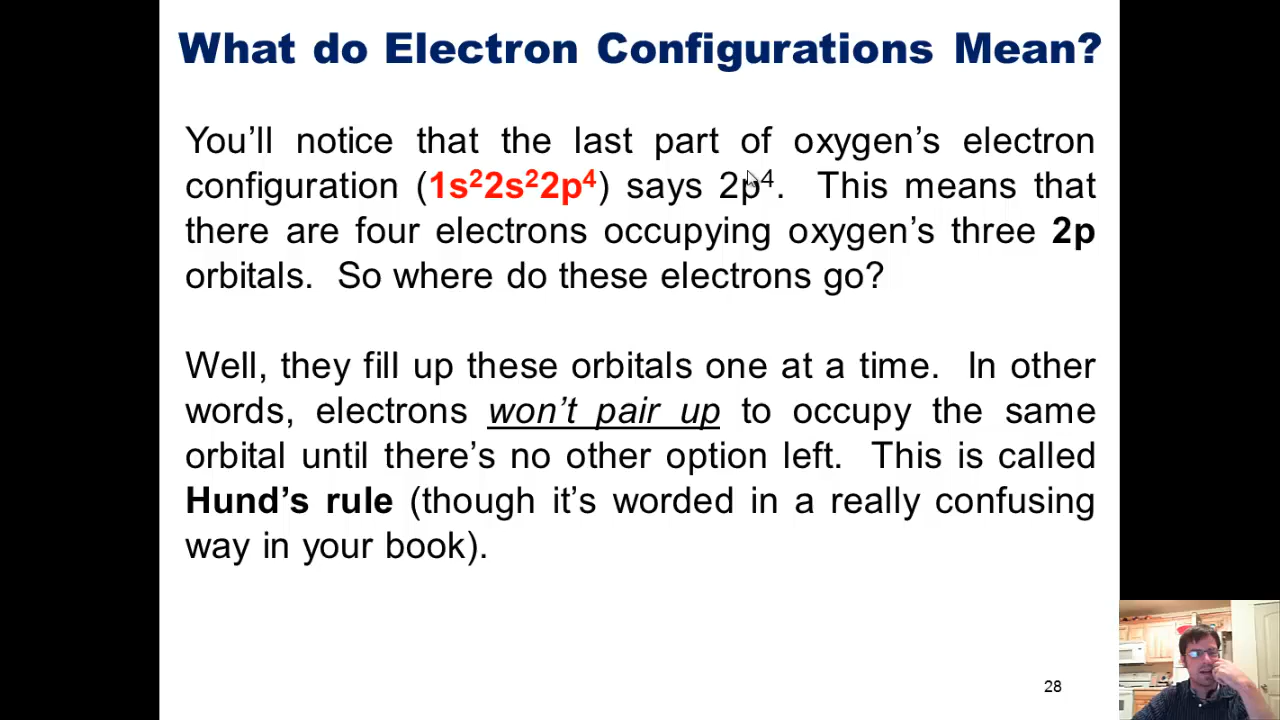 What do Electron Configurations Mean?
You’ll notice that the last part of oxygen’s electron
configuration (1s²2s²2p⁴) says 2p⁴. This means that
there are four electrons occupying oxygen’s three 2p
orbitals. So where do these electrons go?
Well, they fill up these orbitals one at a time. In other
words, electrons won’t pair up to occupy the same
orbital until there’s no other option left. This is called
Hund’s rule (though it’s worded in a really confusing
way in your book).
28